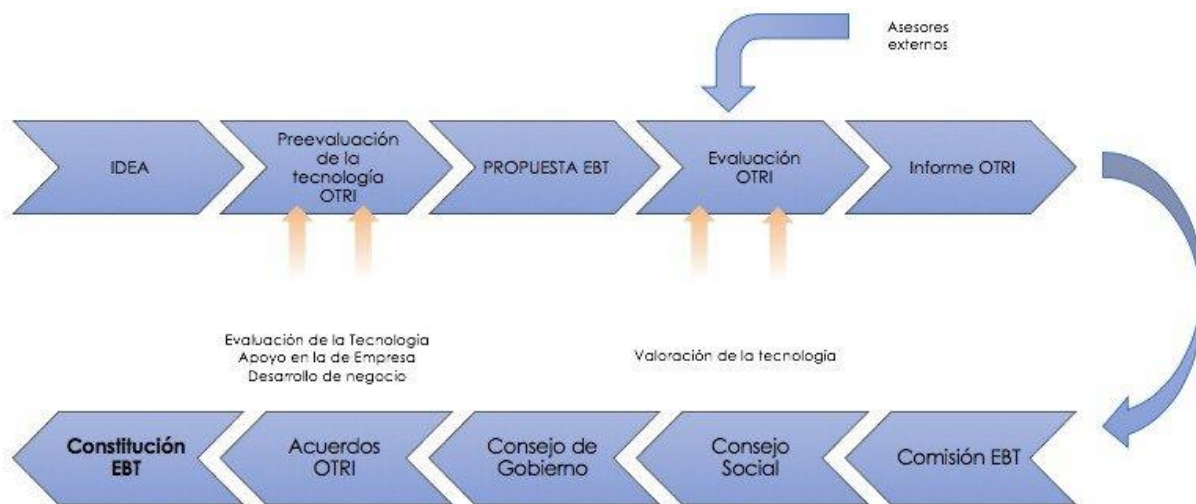 Asesores
externos
IDEA
Preevaluación
de la
tecnología
OTRI
PROPUESTA EBT
Evaluación
OTRI
Informe OTRI
Evaluación de la Tecnología
Apoyo en la de Empresa
Desarrollo de negocio
Valoración de la tecnología
Constitución
EBT
Acuerdos
OTRI
Consejo de
Gobierno
Consejo
Social
Comisión EBT